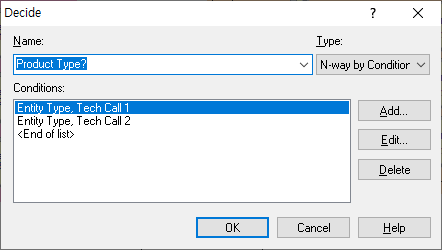 Decide
Name: Type:
Product Type? N-way by Condition
Conditions:
Entity Type, Tech Call 1
Entity Type, Tech Call 2
<End of list>
Add...
Edit...
Delete
OK Cancel Help